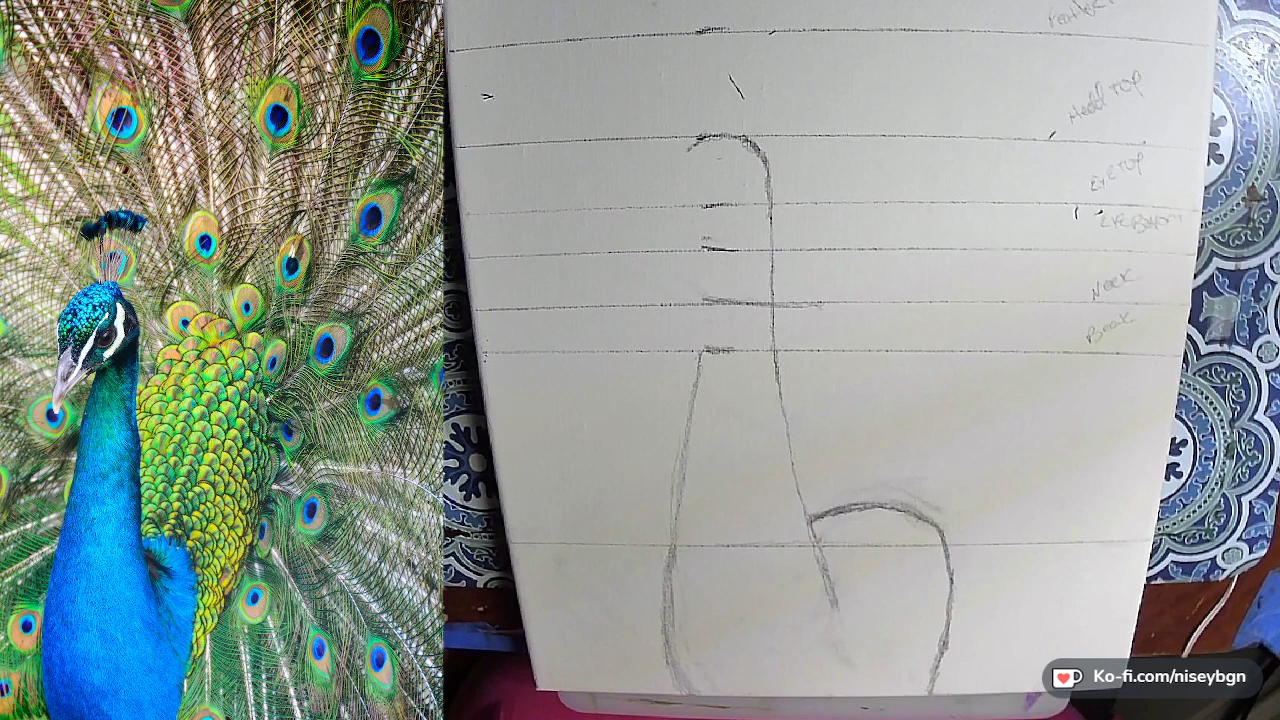 Head TOP
EYE TOP
EYE Bottom
Neck
Beak
Ko-fi.com/niseybgn